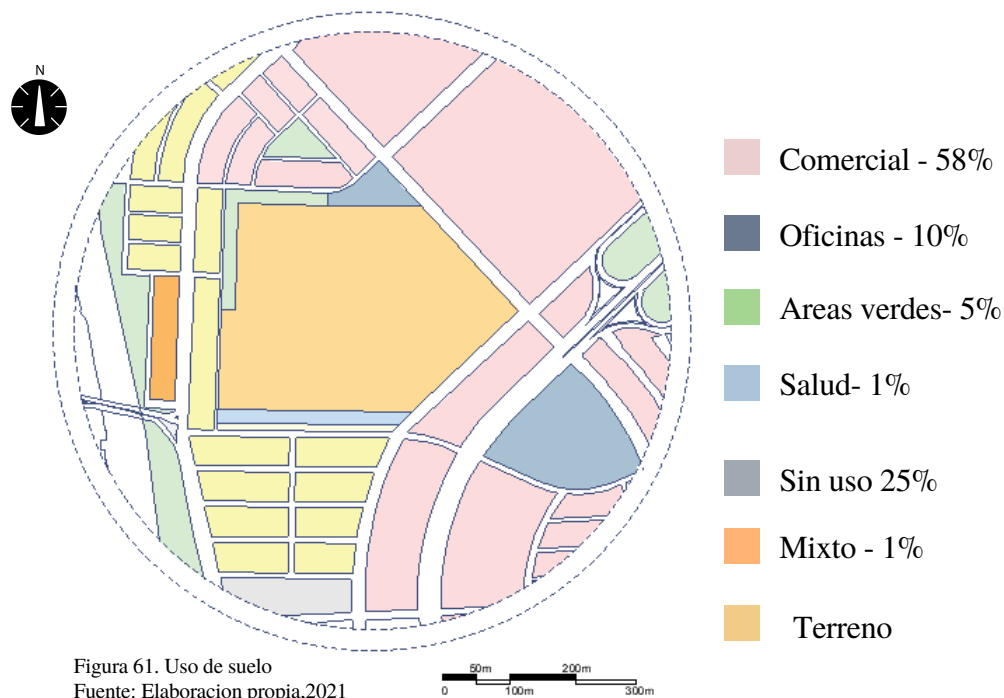 N
Comercial - 58%
Oficinas - 10%
Areas verdes- 5%
Salud- 1%
Sin uso 25%
Mixto - 1%
Terreno
Figura 61. Uso de suelo
Fuente: Elaboracion propia,2021
50m 200m
0 100m 300m